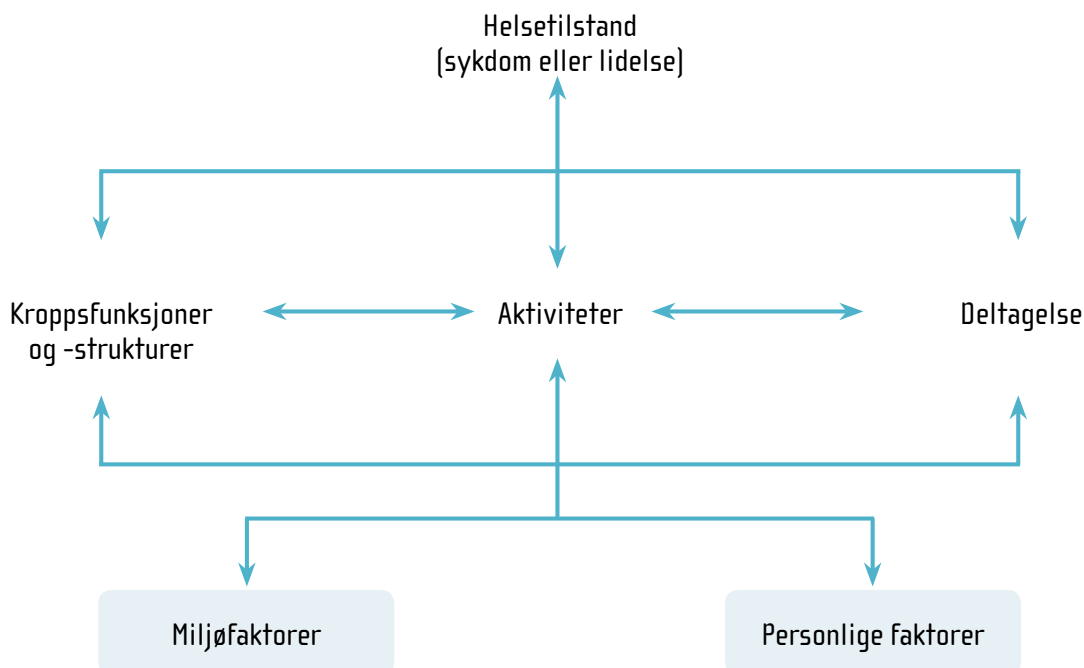 Helsetilstand
(sykdom eller lidelse)
Kroppsfunksjoner
og -strukturer
Aktiviteter
Deltagelse
Miljøfaktorer
Personlige faktorer